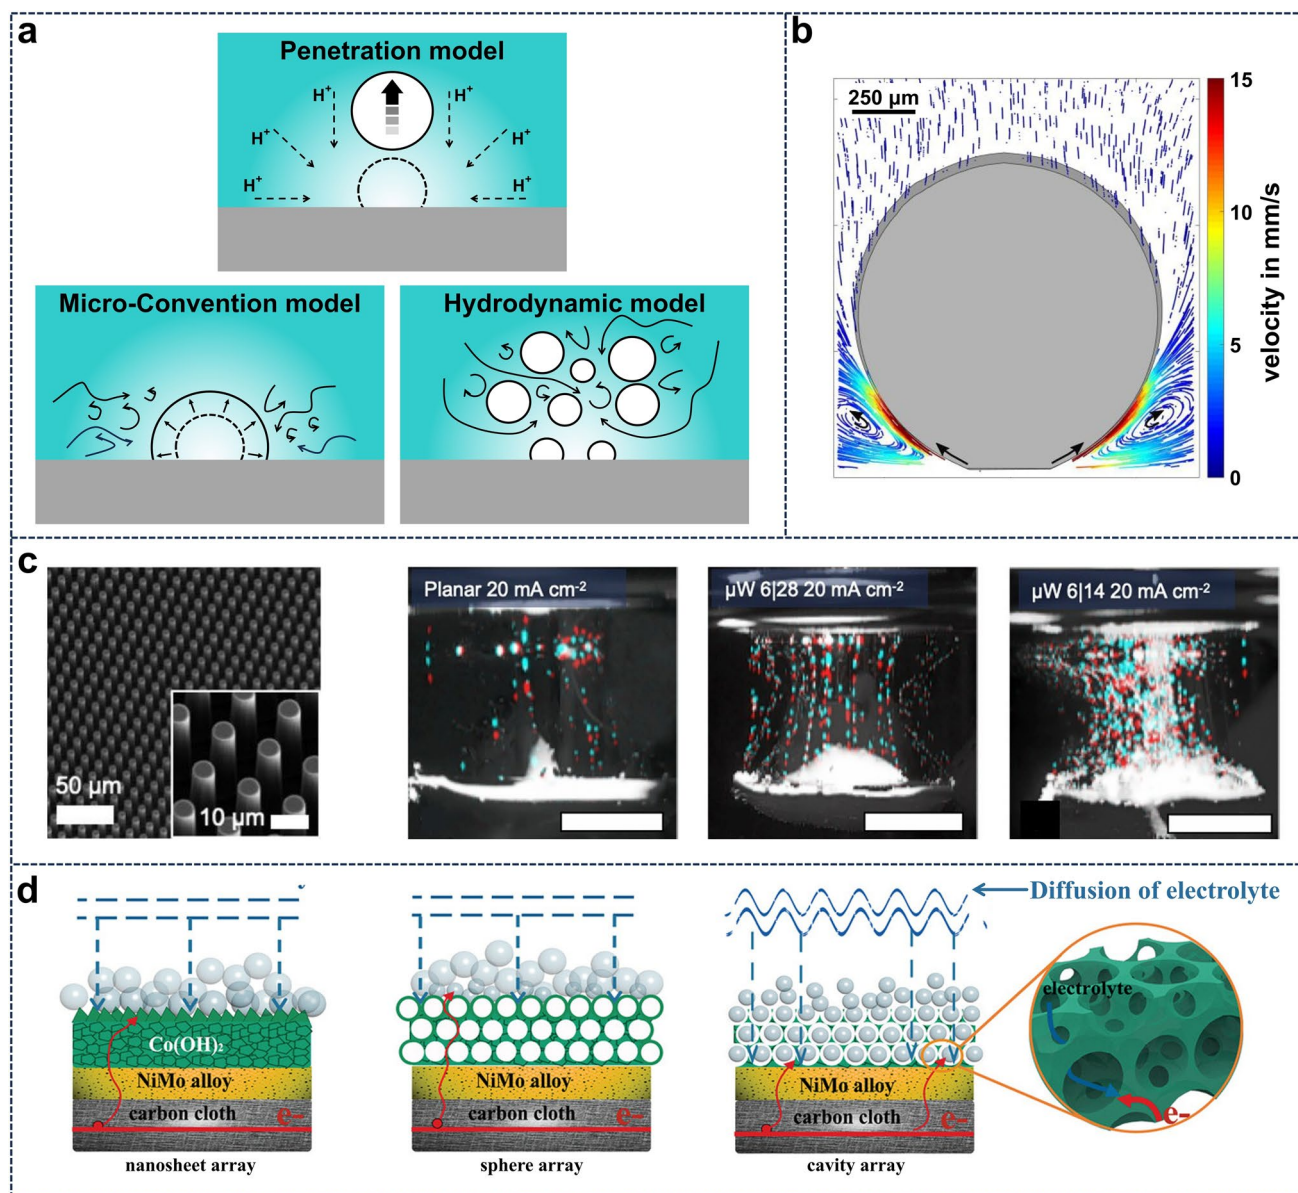 a
Penetration model
H+
H+
H+
H+
H+
H+
Micro-Convention model
Hydrodynamic model
b
250 µm
15
10
5
0
velocity in mm/s
c
50 µm
10 µm
Planar 20 mA cm-2
µW 6|28 20 mA cm-2
µW 6|14 20 mA cm-2
d
Diffusion of electrolyte
Co(OH)2
NiMo alloy
carbon cloth
e-
nanosheet array
NiMo alloy
carbon cloth
e-
sphere array
NiMo alloy
carbon cloth
e-
cavity array
electrolyte
e-